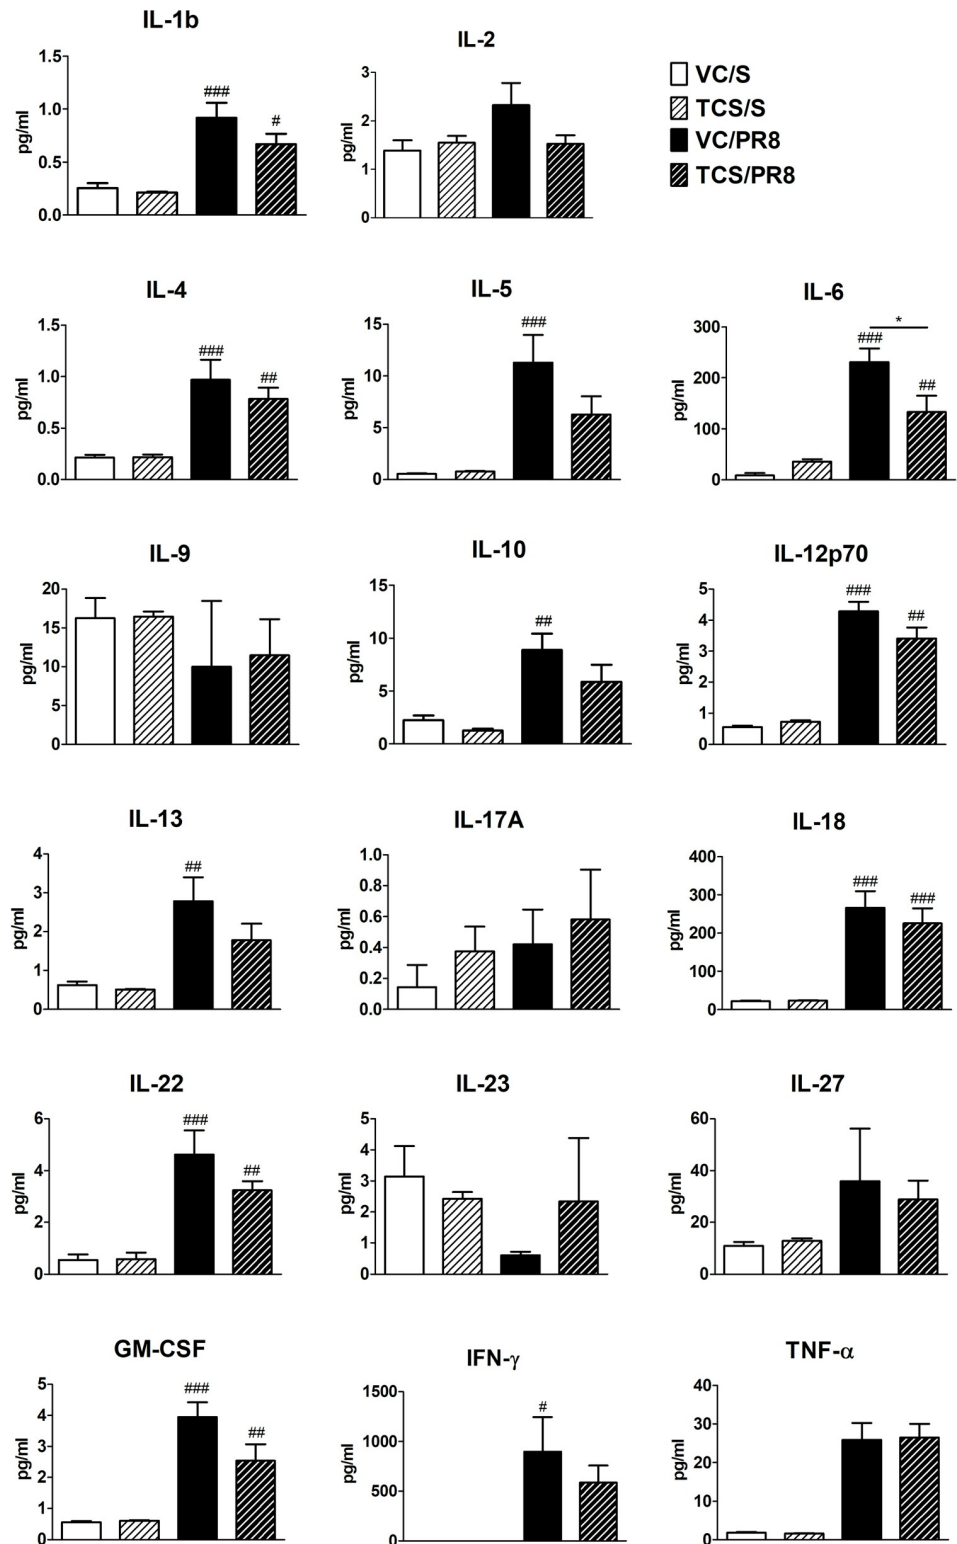 IL-1b
1.5
1.0
0.5
0.0
pg/ml
###
#
IL-2
3
2
1
0
pg/ml
VC/S
TCS/S
VC/PR8
TCS/PR8
IL-4
1.5
1.0
0.5
0.0
pg/ml
###
##
IL-5
15
10
5
0
pg/ml
###
IL-6
300
200
100
0
pg/ml
###
*
##
IL-9
20
15
10
5
0
pg/ml
IL-10
15
10
5
0
pg/ml
##
IL-12p70
5
4
3
2
1
0
pg/ml
###
##
IL-13
4
3
2
1
0
pg/ml
##
IL-17A
1.0
0.8
0.6
0.4
0.2
0.0
pg/ml
IL-18
400
300
200
100
0
pg/ml
###
###
IL-22
6
4
2
0
pg/ml
###
##
IL-23
5
4
3
2
1
0
pg/ml
IL-27
60
40
20
0
pg/ml
GM-CSF
5
4
3
2
1
0
pg/ml
###
##
IFN-γ
1500
1000
500
0
pg/ml
#
TNF-α
40
30
20
10
0
pg/ml